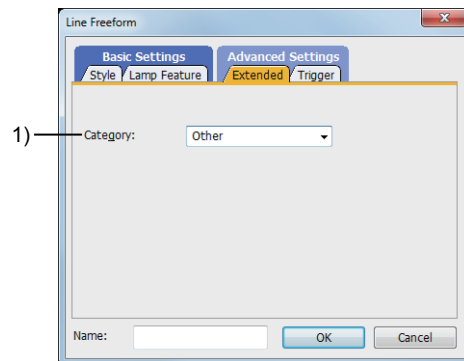 Line Freeform
x
Basic Settings Advanced Settings
Style Lamp Feature Extended Trigger
1) Category: Other
Name: OK Cancel